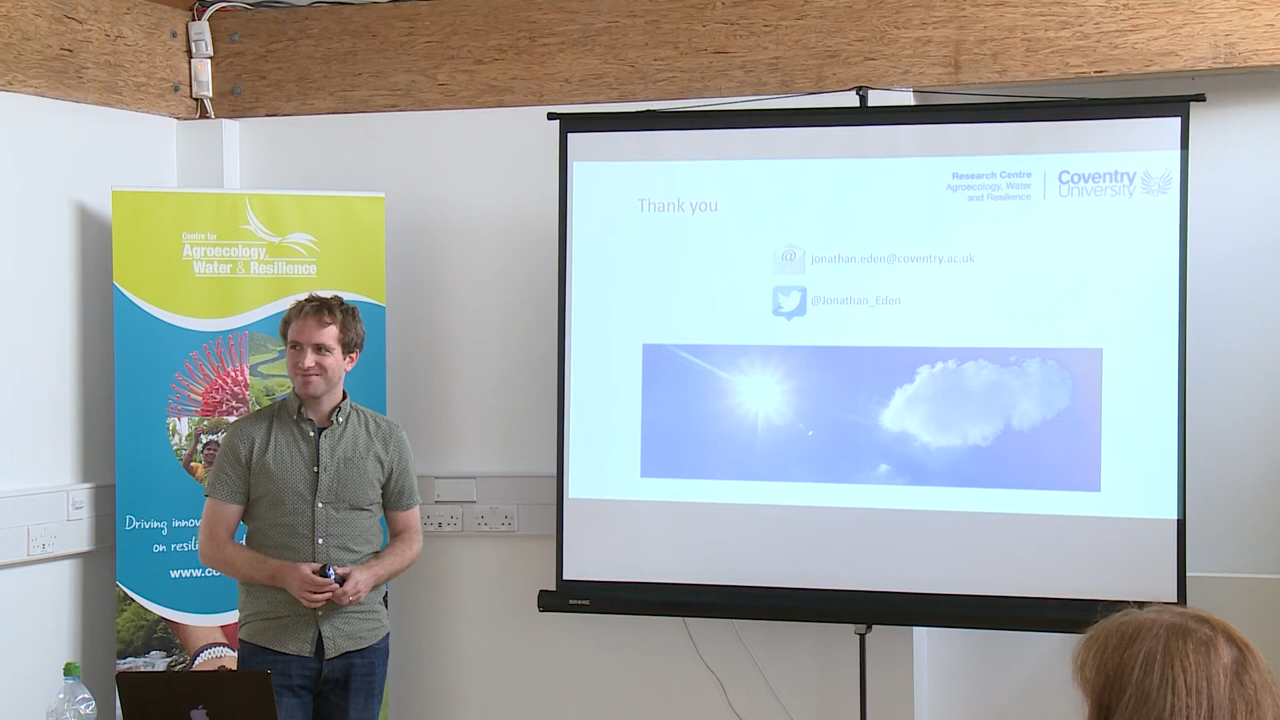 Centre for
Agroecology,
Water & Resilience
Driving innov
on resili
www.co
Research Centre
Agroecology, Water
and Resilience
Coventry
University
Thank you
@
jonathan.eden@coventry.ac.uk
@Jonathan_Eden